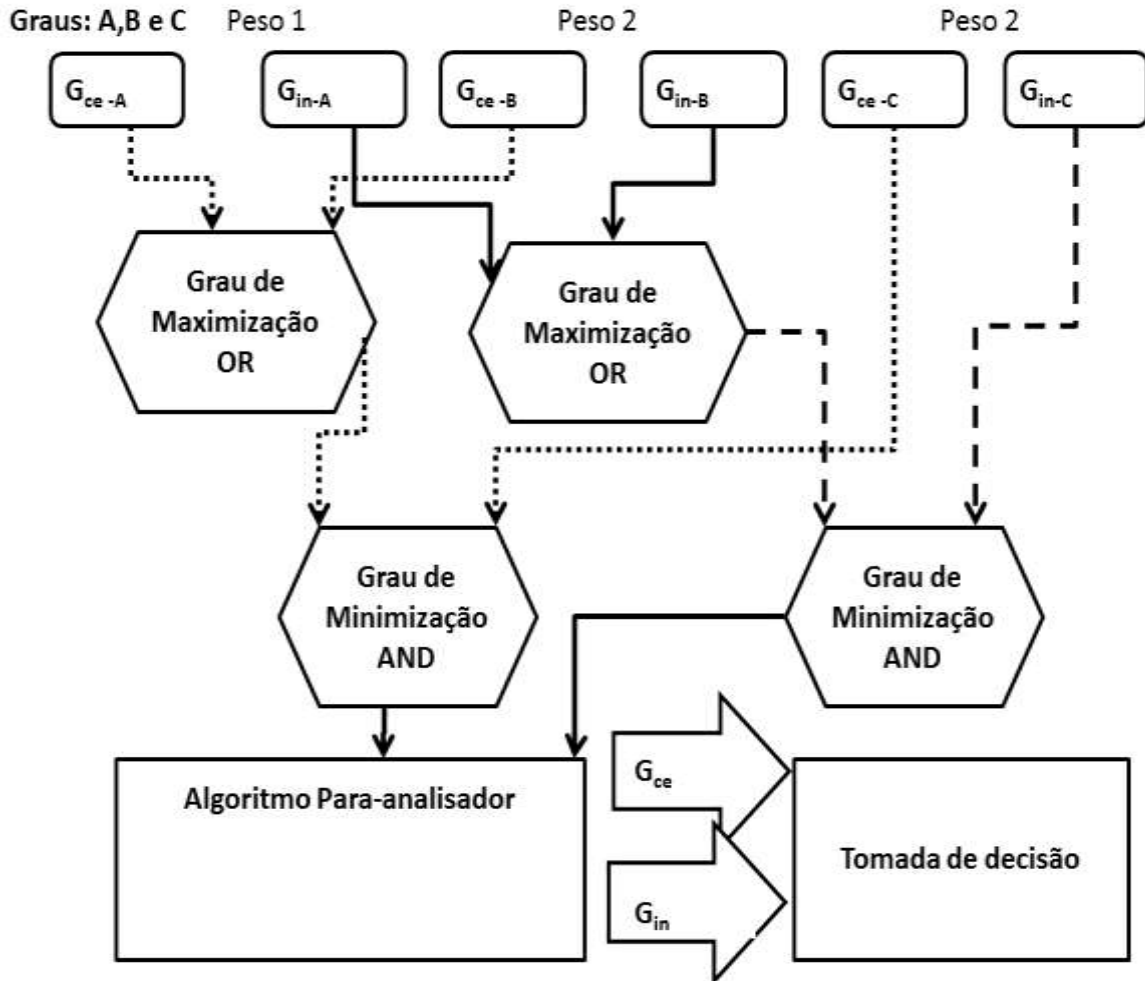 Graus: A,B e C Peso 1 Peso 2 Peso 2
Gce -A Gin-A Gce -B Gin-B Gce -C Gin-C
Grau de
Maximização
OR
Grau de
Maximização
OR
Grau de
Minimização
AND
Grau de
Minimização
AND
Algoritmo Para-analisador
Gce
Gin
Tomada de decisão